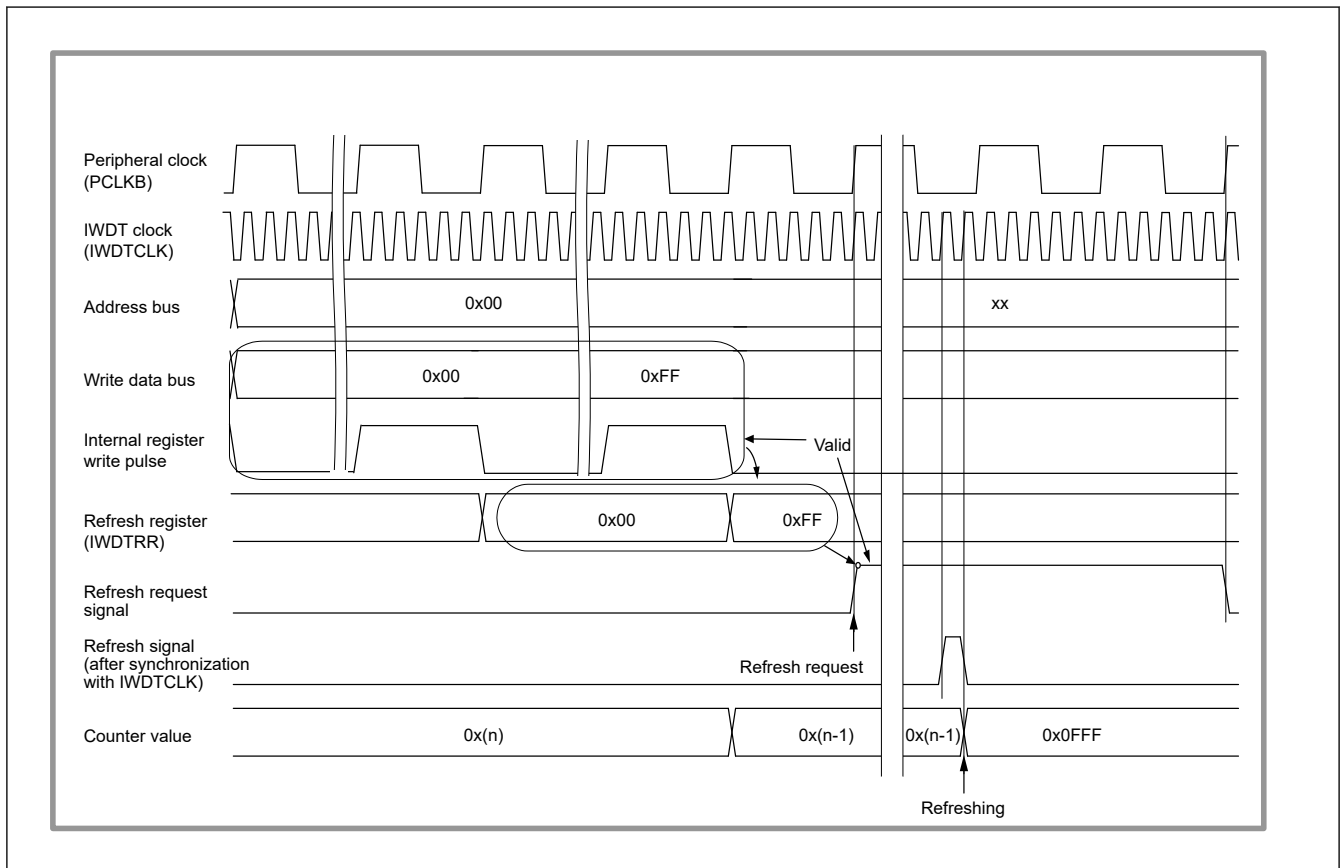 Peripheral clock
(PCLKB)
IWDT clock
(IWDTCLK)
Address bus
0x00
xx
Write data bus
0x00
0xFF
Internal register
write pulse
Valid
Refresh register
(IWDTRR)
0x00
0xFF
Refresh request
signal
Refresh request
Refresh signal
(after synchronization
with IWDTCLK)
Counter value
0x(n)
0x(n-1)
0x(n-1)
0x0FFF
Refreshing